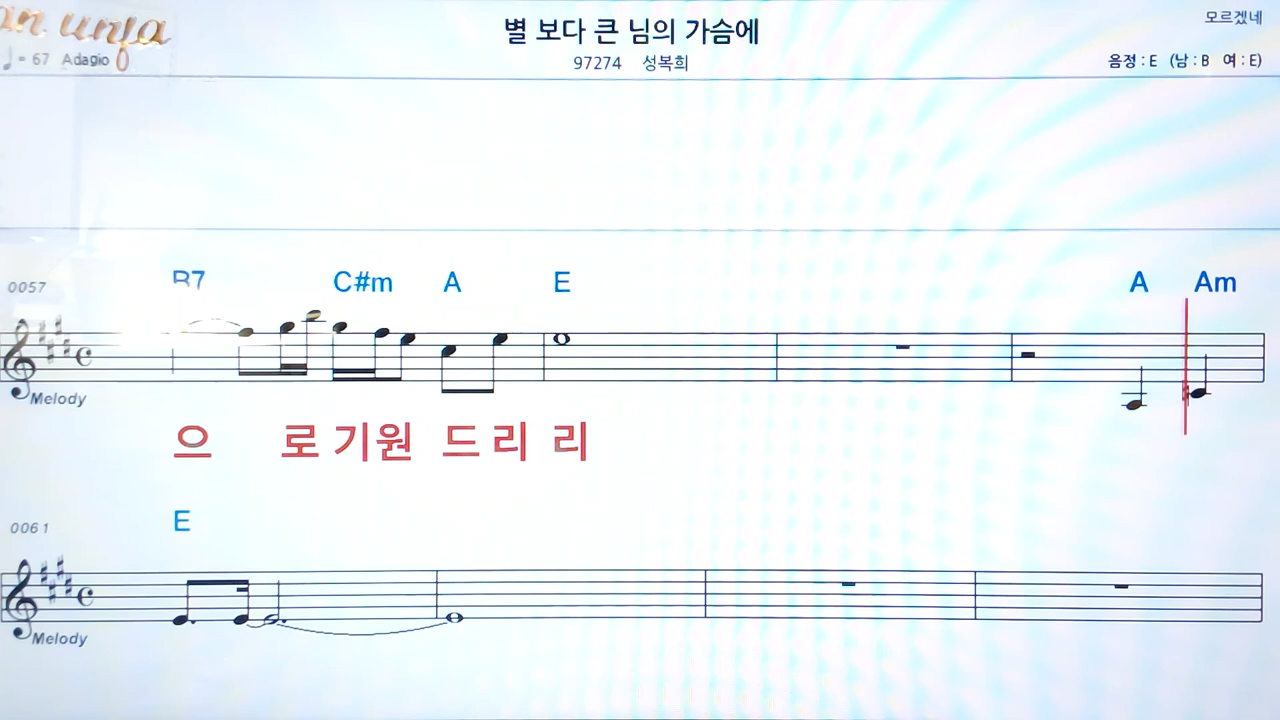 별 보다 큰 님의 가슴에
모르겠네
♩= 67 Adagio
97274 성복희
음정 : E (남 : B 여 : E)
0057
B7 C#m A E A Am
Melody
으 로 기 원 드 리 리
0061
E
Melody